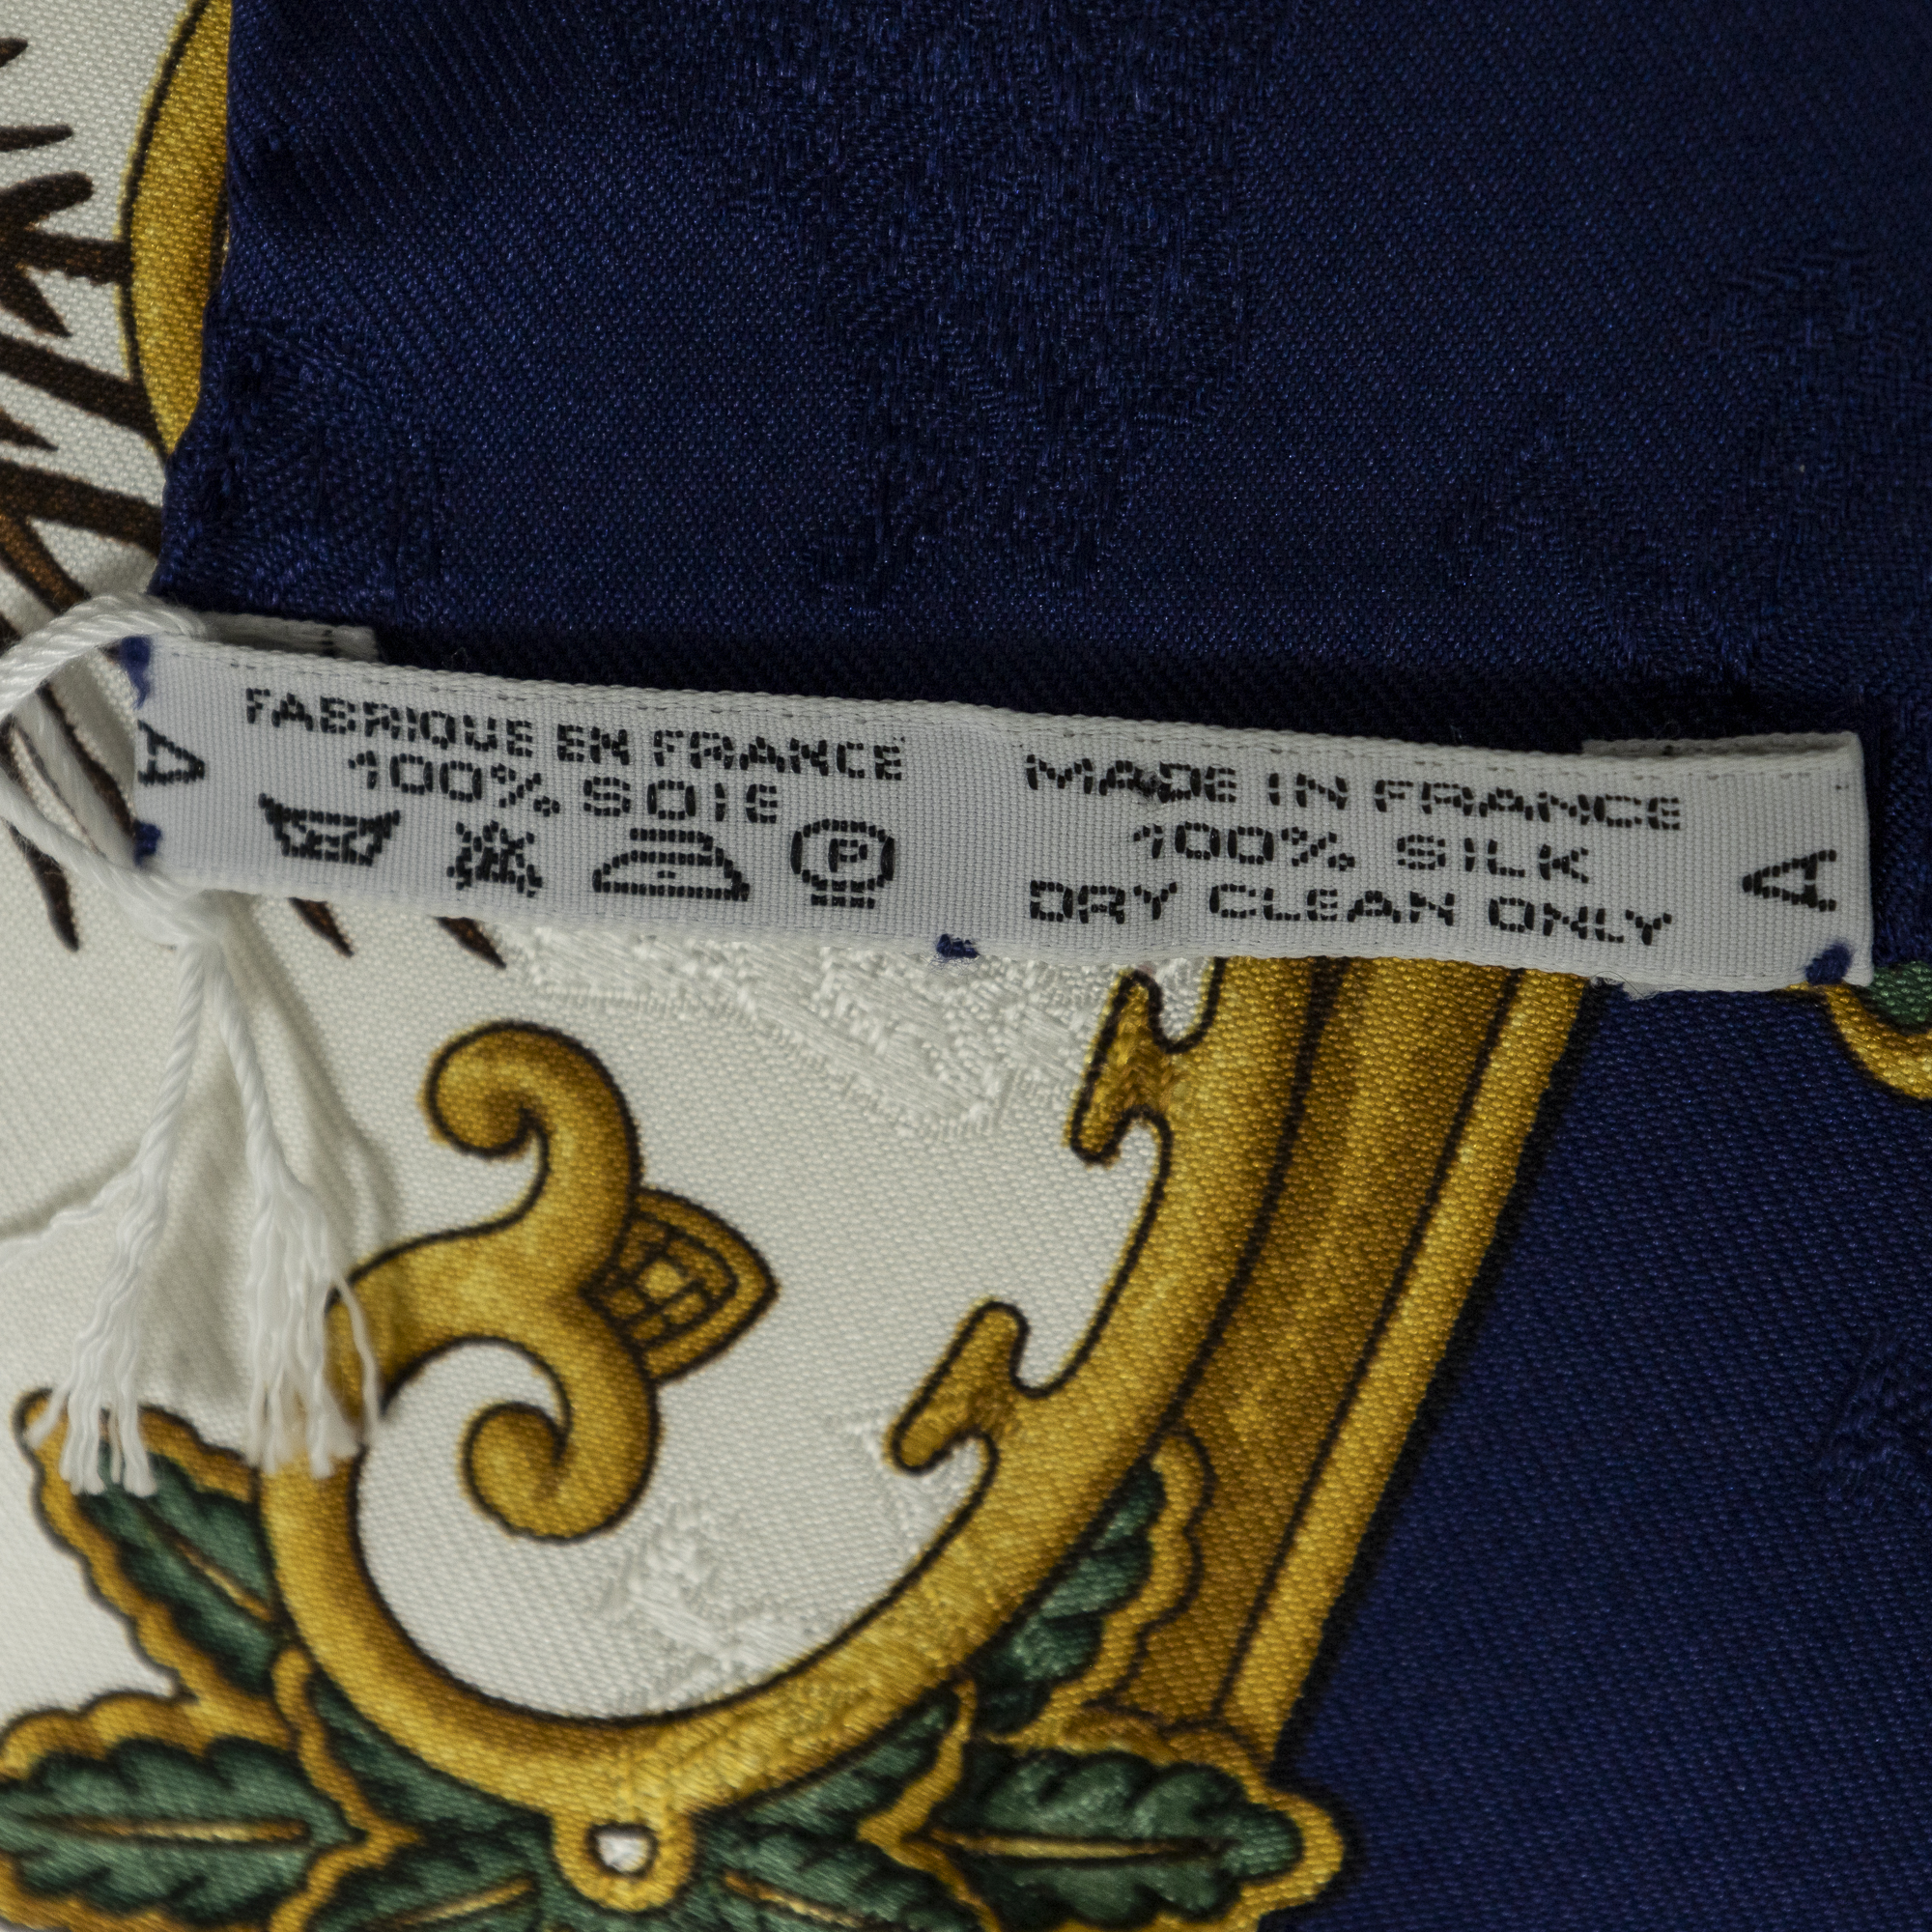 A
FABRIQUE EN FRANCE
100% SOIE
P
MADE IN FRANCE
100% SILK
DRY CLEAN ONLY
A